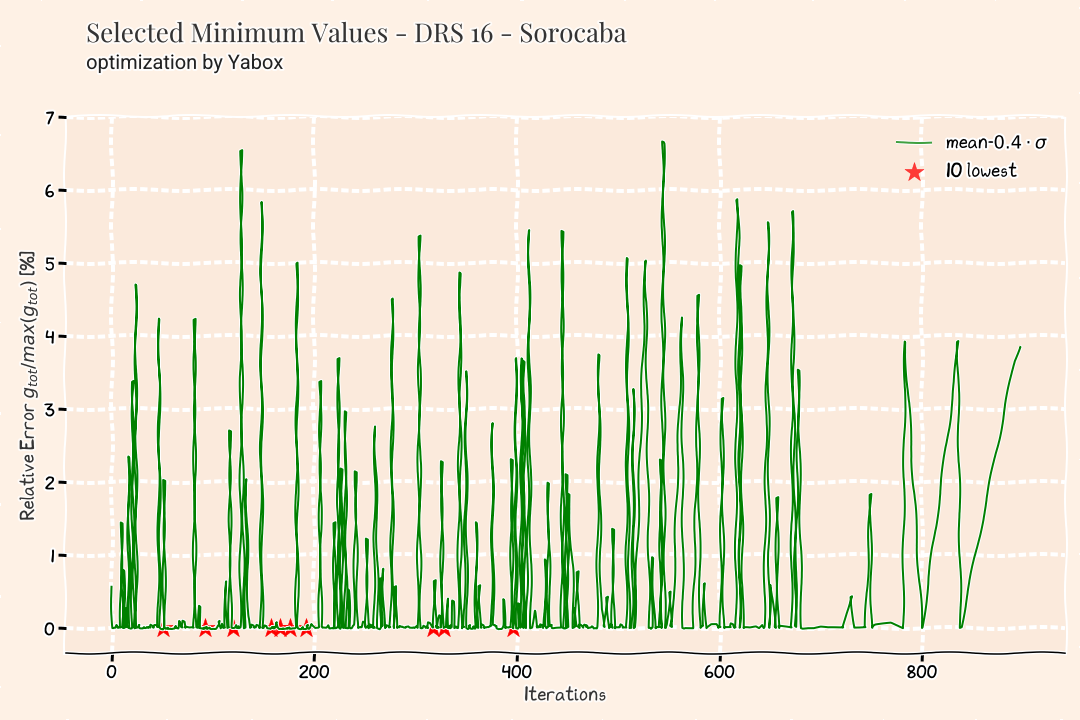 Selected Minimum Values - DRS 16 - Sorocaba
optimization by Yabox
7
6
5
4
3
2
1
0
Relative Error g_tot/max(g_tot) [%]
mean-0.4 · σ
10 lowest
0 200 400 600 800
Iterations